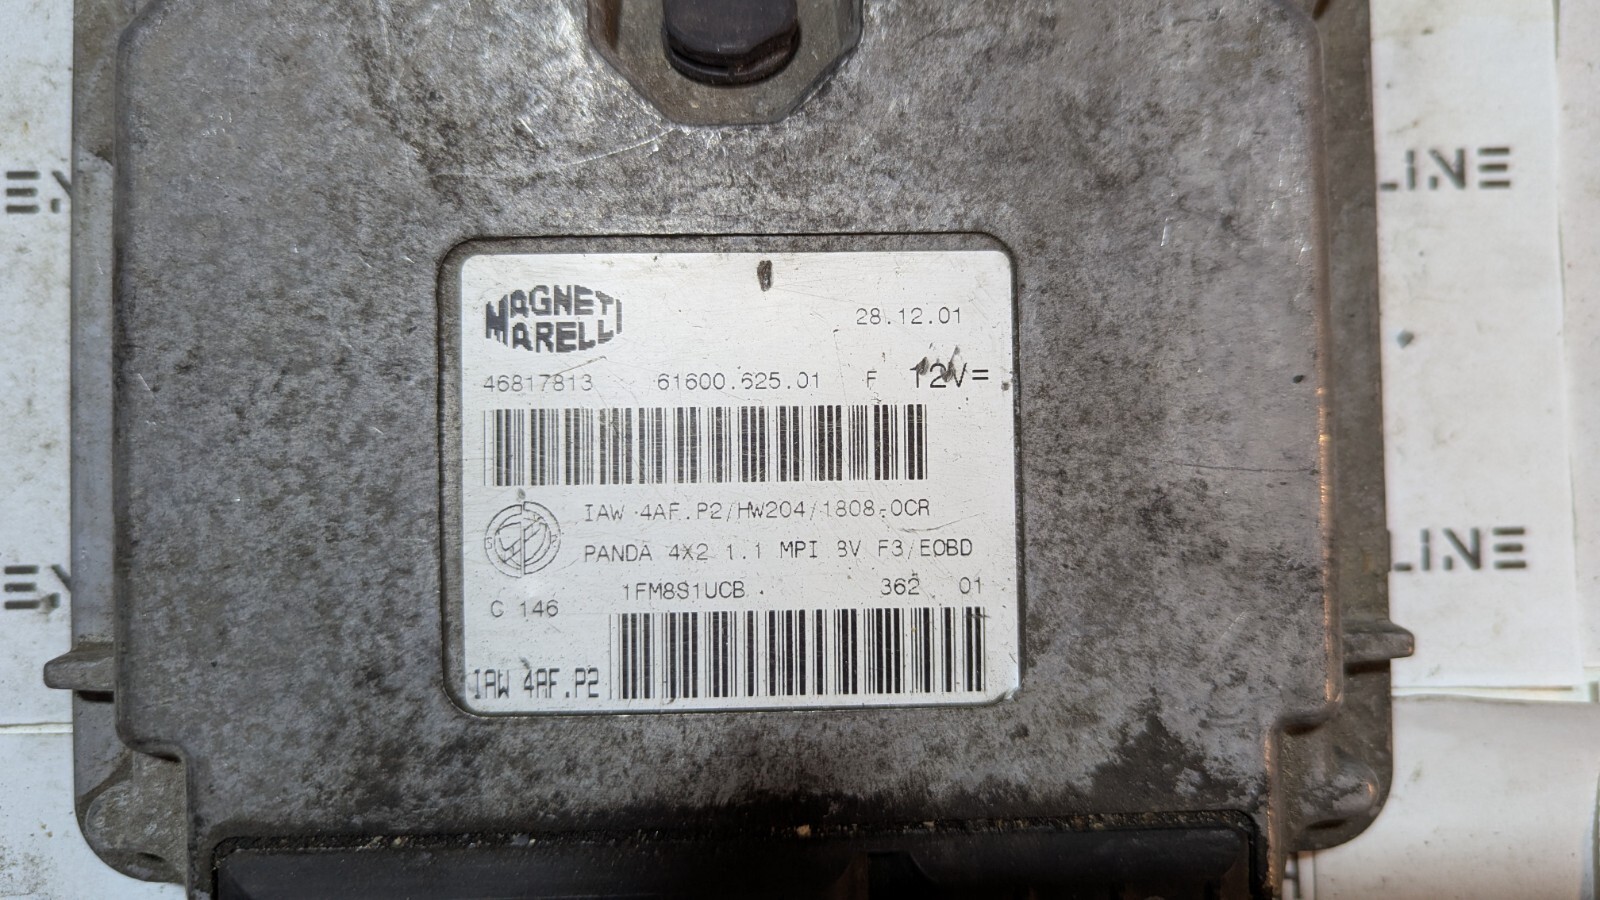 MAGNETI
MARELLI
28.12.01
46817813 61600.625.01 F 12V=
IAW 4AF.P2/HW204/1808-0CR
PANDA 4X2 1.1 MPI 8V F3/EOBD
1FM8S1UCB 362 01
C 146
IAW 4AF.P2
LINE
LINE